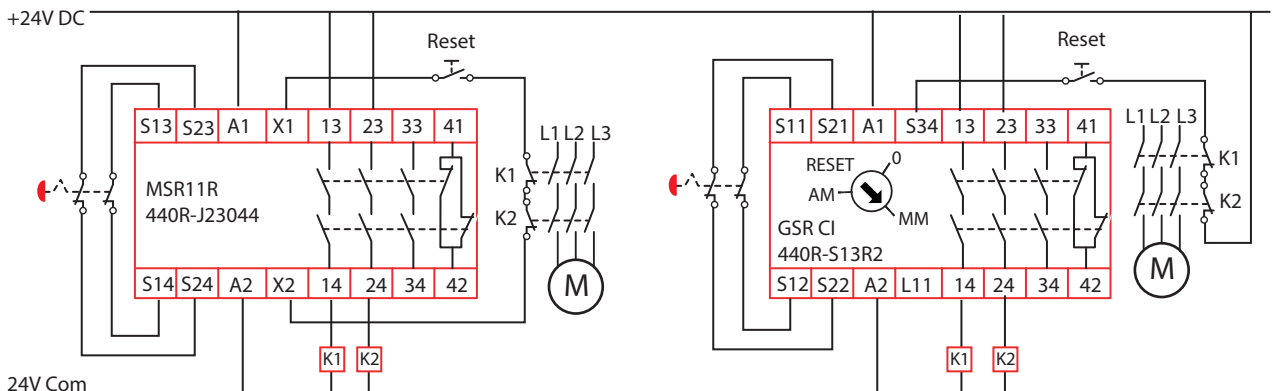 +24V DC
Reset
S13 S23 A1 X1 13 23 33 41
L1 L2 L3
MSR11R
440R-J23044
K1
K2
M
S14 S24 A2 X2 14 24 34 42
K1 K2
24V Com
Reset
S11 S21 A1 S34 13 23 33 41
L1 L2 L3
RESET 0
AM
MM
GSR CI
440R-S13R2
K1
K2
M
S12 S22 A2 L11 14 24 34 42
K1 K2